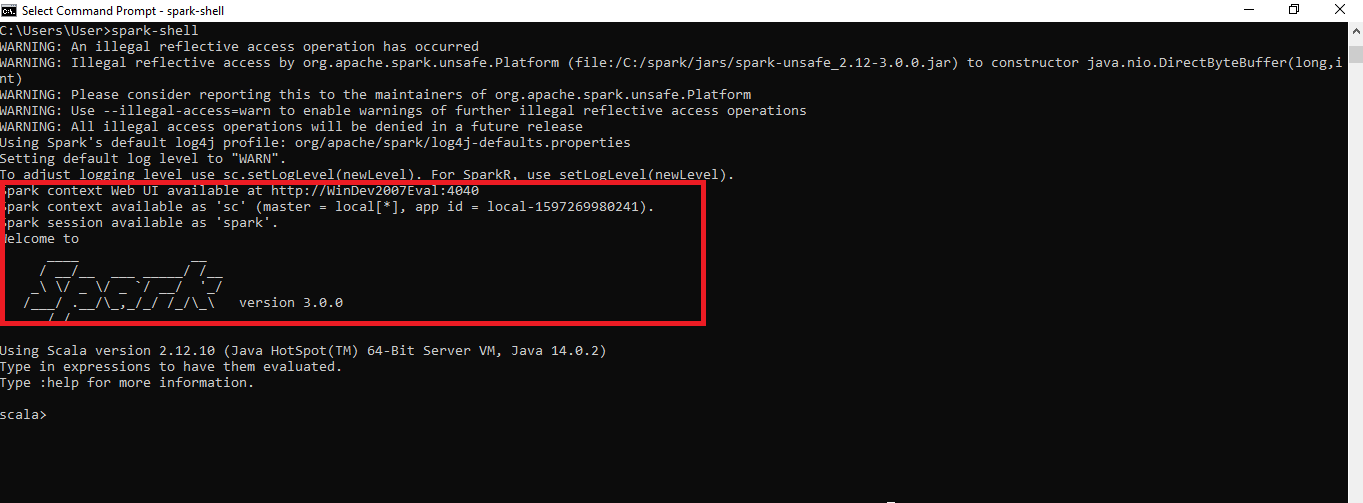 Select Command Prompt - spark-shell
C:\Users\User>spark-shell
WARNING: An illegal reflective access operation has occurred
WARNING: Illegal reflective access by org.apache.spark.unsafe.Platform (file:/C:/spark/jars/spark-unsafe_2.12-3.0.0.jar) to constructor java.nio.DirectByteBuffer(long,i
nt)
WARNING: Please consider reporting this to the maintainers of org.apache.spark.unsafe.Platform
WARNING: Use --illegal-access=warn to enable warnings of further illegal reflective access operations
WARNING: All illegal access operations will be denied in a future release
Using Spark's default log4j profile: org/apache/spark/log4j-defaults.properties
Setting default log level to "WARN".
To adjust logging level use sc.setLogLevel(newLevel). For SparkR, use setLogLevel(newLevel).
Spark context Web UI available at http://WinDev2007Eval:4040
Spark context available as 'sc' (master = local[*], app id = local-1597269980241).
Spark session available as 'spark'.
Welcome to
Spark version 3.0.0
Using Scala version 2.12.10 (Java HotSpot(TM) 64-Bit Server VM, Java 14.0.2)
Type in expressions to have them evaluated.
Type :help for more information.
scala>